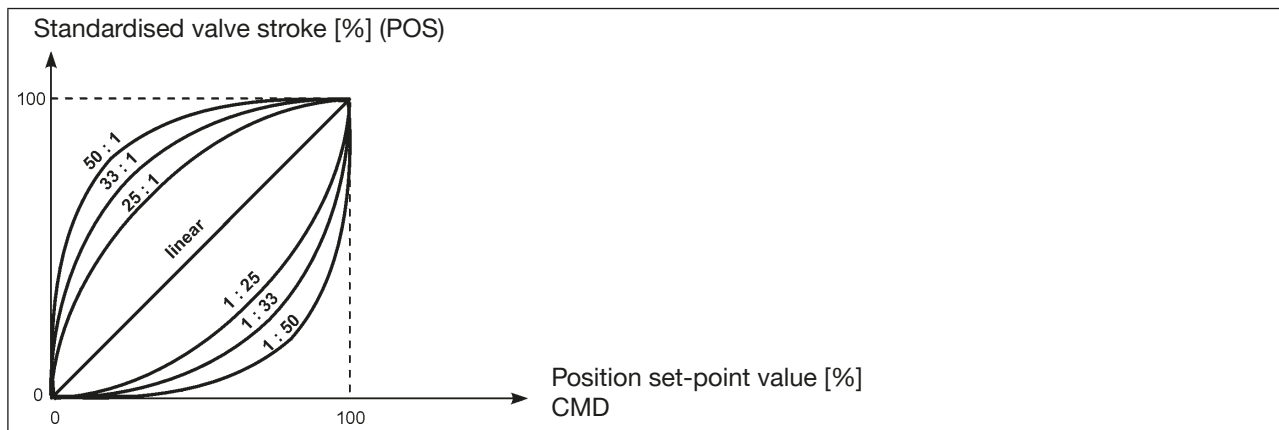 Standardised valve stroke [%] (POS)
100
50 : 1
33 : 1
25 : 1
linear
1 : 25
1 : 33
1 : 50
0
0
100
Position set-point value [%]
CMD